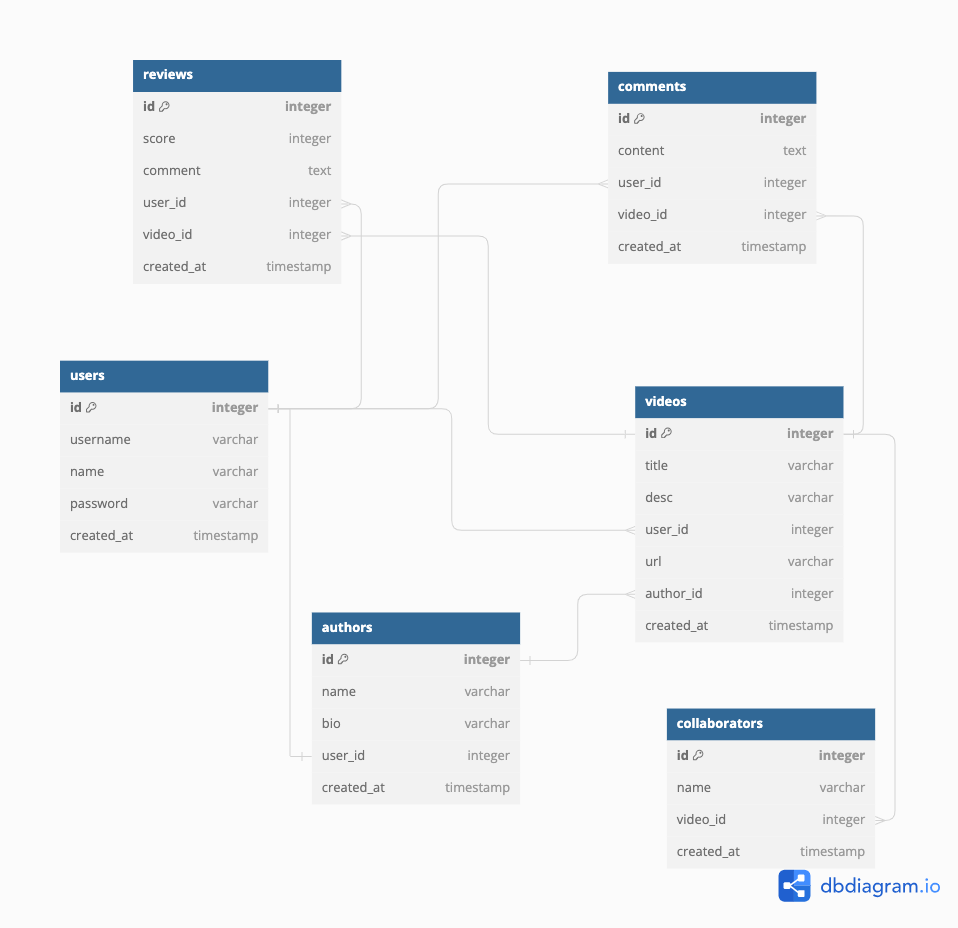 reviews
id integer
score integer
comment text
user_id integer
video_id integer
created_at timestamp
comments
id integer
content text
user_id integer
video_id integer
created_at timestamp
users
id integer
username varchar
name varchar
password varchar
created_at timestamp
videos
id integer
title varchar
desc varchar
user_id integer
url varchar
author_id integer
created_at timestamp
authors
id integer
name varchar
bio varchar
user_id integer
created_at timestamp
collaborators
id integer
name varchar
video_id integer
created_at timestamp
dbdiagram.io